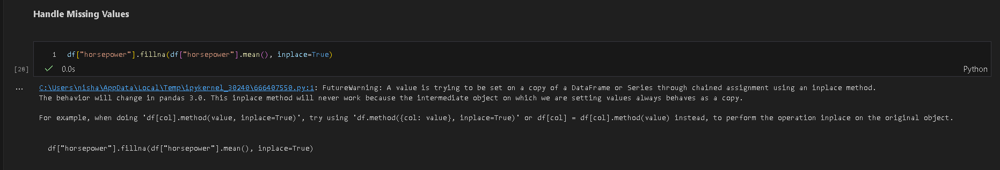 Handle Missing Values
1 df["horsepower"].fillna(df["horsepower"].mean(), inplace=True)
[28] 0.0s Python
... C:\Users\nisha\AppData\Local\Temp\ipykernel_30240\666407550.py:1: FutureWarning: A value is trying to be set on a copy of a DataFrame or Series through chained assignment using an inplace method.
The behavior will change in pandas 3.0. This inplace method will never work because the intermediate object on which we are setting values always behaves as a copy.
For example, when doing 'df[col].method(value, inplace=True)', try using 'df.method({col: value}, inplace=True)' or df[col] = df[col].method(value) instead, to perform the operation inplace on the original object.
df["horsepower"].fillna(df["horsepower"].mean(), inplace=True)